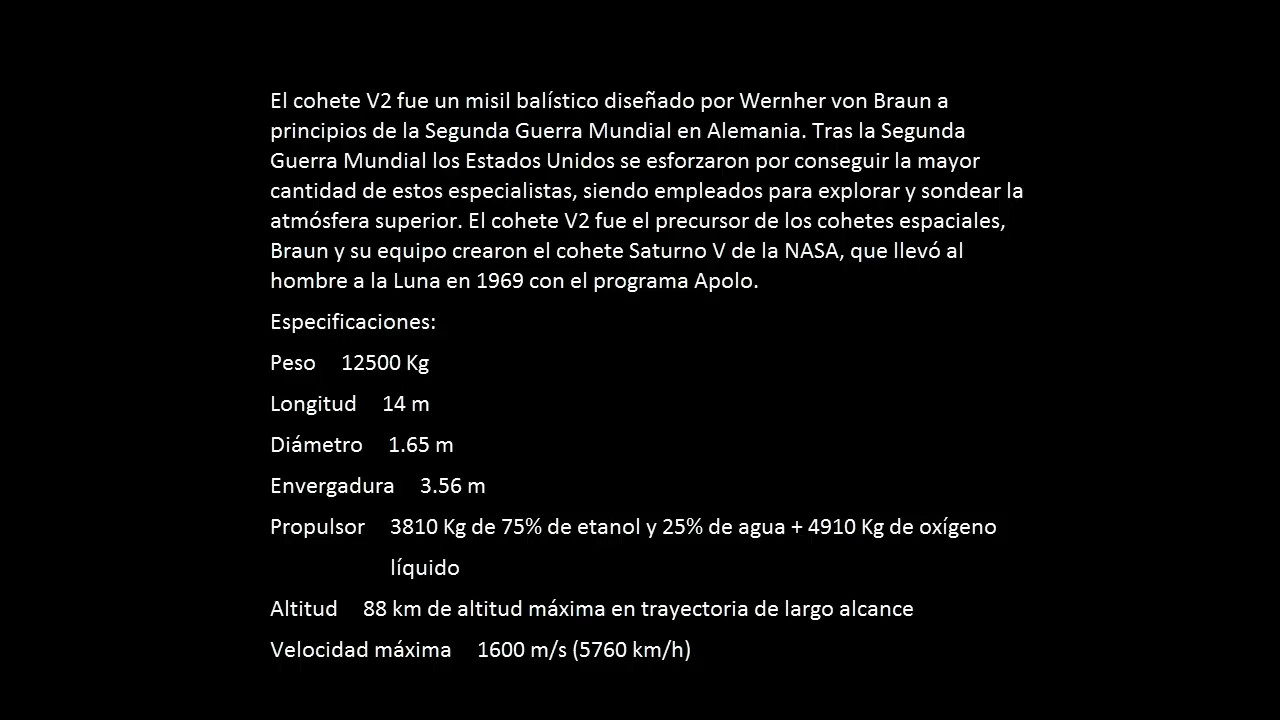 El cohete V2 fue un misil balístico diseñado por Wernher von Braun a
principios de la Segunda Guerra Mundial en Alemania. Tras la Segunda
Guerra Mundial los Estados Unidos se esforzaron por conseguir la mayor
cantidad de estos especialistas, siendo empleados para explorar y sondear la
atmósfera superior. El cohete V2 fue el precursor de los cohetes espaciales,
Braun y su equipo crearon el cohete Saturno V de la NASA, que llevó al
hombre a la Luna en 1969 con el programa Apolo.
Especificaciones:
Peso 12500 Kg
Longitud 14 m
Diámetro 1.65 m
Envergadura 3.56 m
Propulsor 3810 Kg de 75% de etanol y 25% de agua + 4910 Kg de oxígeno
líquido
Altitud 88 km de altitud máxima en trayectoria de largo alcance
Velocidad máxima 1600 m/s (5760 km/h)